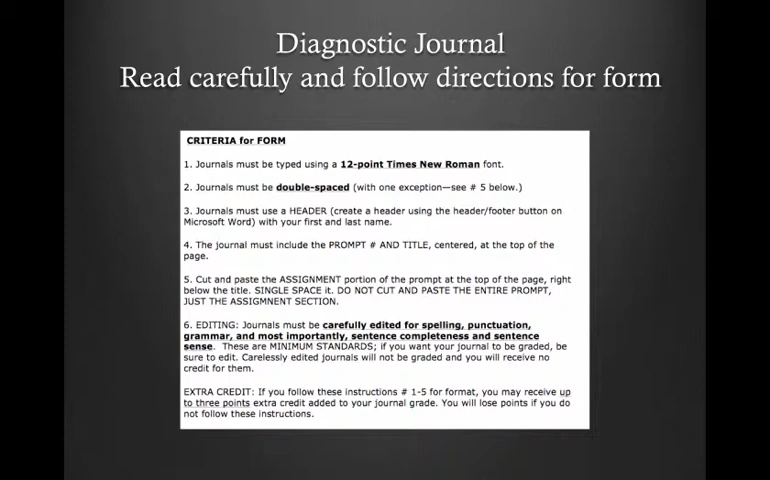 Diagnostic Journal
Read carefully and follow directions for form
CRITERIA for FORM
1. Journals must be typed using a 12-point Times New Roman font.
2. Journals must be double-spaced (with one exception—see # 5 below.)
3. Journals must use a HEADER (create a header using the header/footer button on
Microsoft Word) with your first and last name.
4. The journal must include the PROMPT # AND TITLE, centered, at the top of the
page.
5. Cut and paste the ASSIGNMENT portion of the prompt at the top of the page, right
below the title. SINGLE SPACE it. DO NOT CUT AND PASTE THE ENTIRE PROMPT,
JUST THE ASSIGMNENT SECTION.
6. EDITING: Journals must be carefully edited for spelling, punctuation,
grammar, and most importantly, sentence completeness and sentence
sense. These are MINIMUM STANDARDS; if you want your journal to be graded, be
sure to edit. Carelessly edited journals will not be graded and you will receive no
credit for them.
EXTRA CREDIT: If you follow these instructions # 1-5 for format, you may receive up
to three points extra credit added to your journal grade. You will lose points if you do
not follow these instructions.